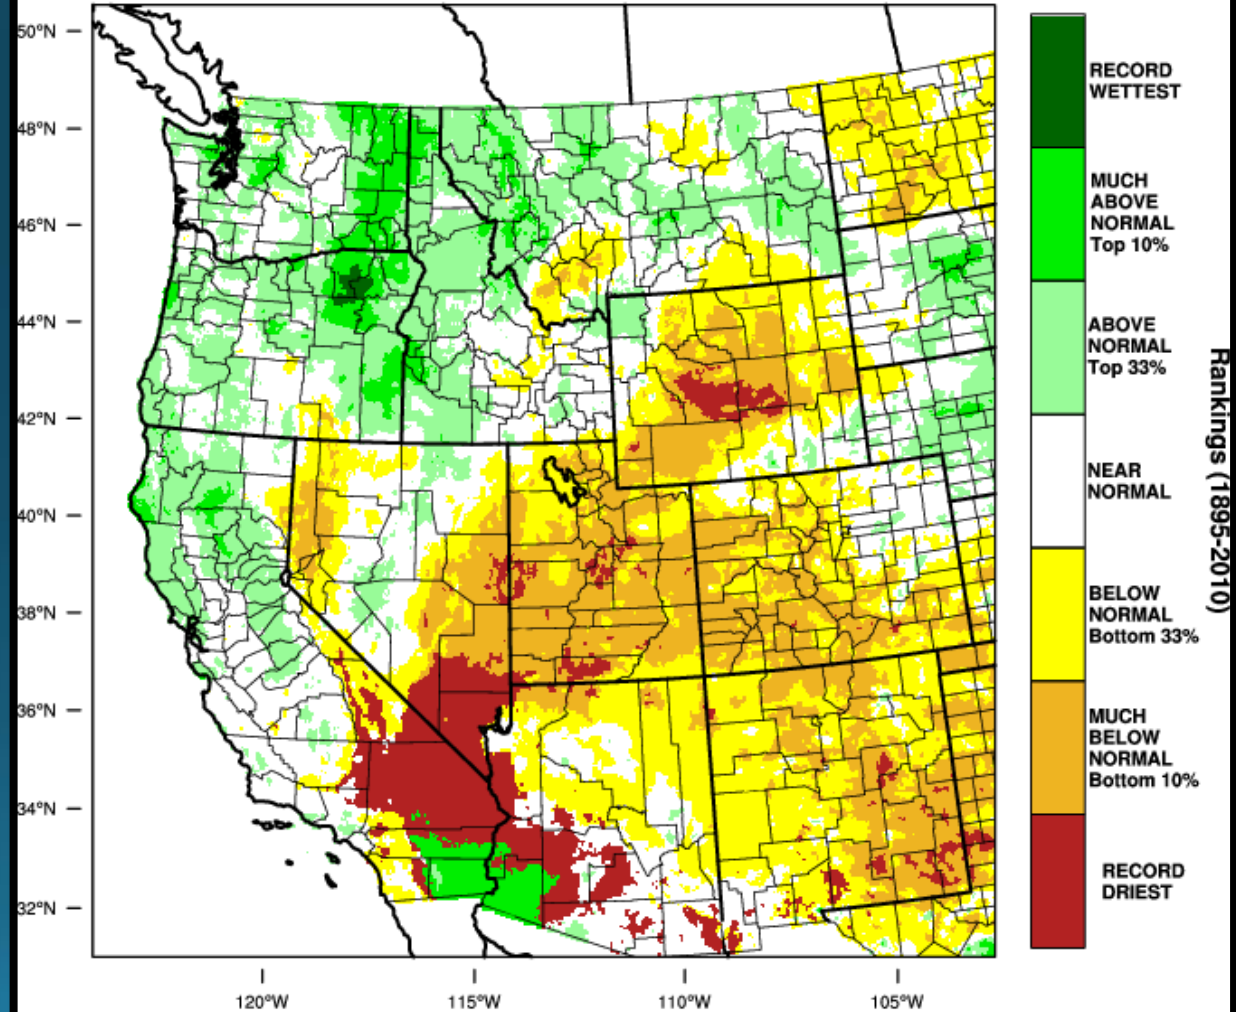 50°N
48°N
46°N
44°N
42°N
40°N
38°N
36°N
34°N
32°N
120°W
115°W
110°W
105°W
RECORD
WETTEST
MUCH
ABOVE
NORMAL
Top 10%
ABOVE
NORMAL
Top 33%
NEAR
NORMAL
BELOW
NORMAL
Bottom 33%
MUCH
BELOW
NORMAL
Bottom 10%
RECORD
DRIEST
Rankings (1895-2010)